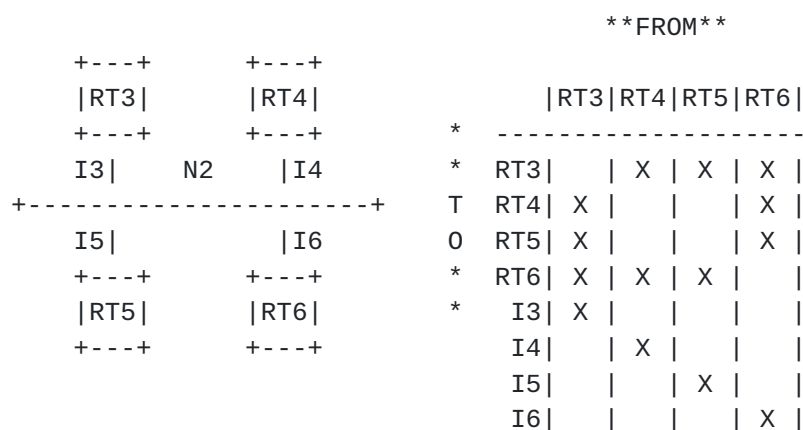 **FROM**
    +---+      +---+
    |RT3|      |RT4|              |RT3|RT4|RT5|RT6|
    +---+      +---+        *  --------------------
    I3|    N2    |I4        *  RT3|   | X | X | X |
+----------------------+    T  RT4| X |   |   | X |
    I5|          |I6        O  RT5| X |   |   | X |
    +---+      +---+        *  RT6| X | X | X |   |
    |RT5|      |RT6|        *   I3| X |   |   |   |
    +---+      +---+            I4|   | X |   |   |
                                I5|   |   | X |   |
                                I6|   |   |   | X |